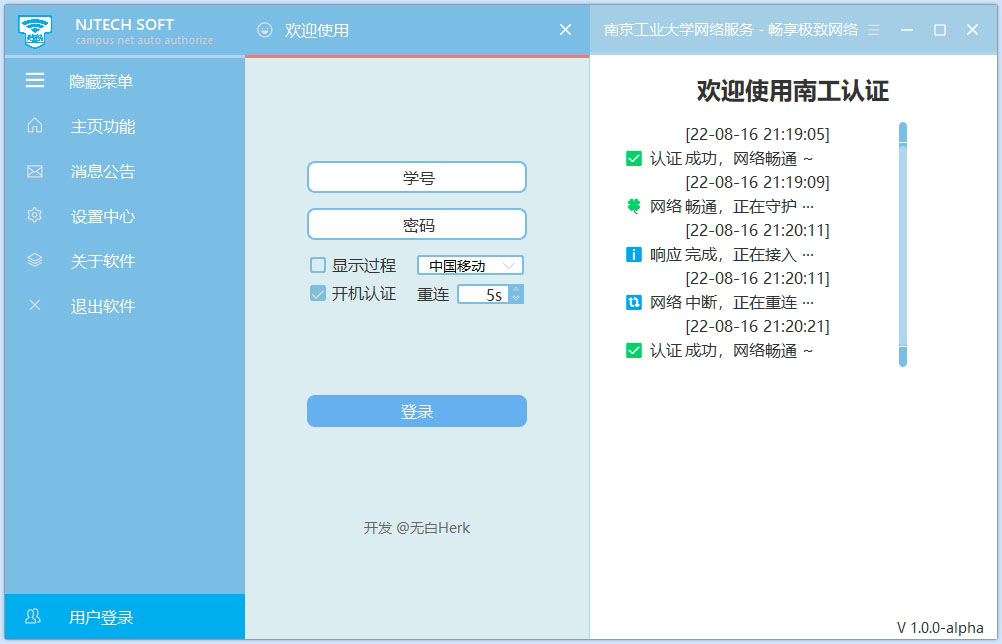 NJTECH SOFT
campus net auto authorize
隐藏菜单
主页功能
消息公告
设置中心
关于软件
退出软件
用户登录
欢迎使用
学号
密码
显示过程 中国移动
开机认证 重连 5s
登录
开发 @无白Herk
南京工业大学网络服务 - 畅享极致网络
欢迎使用南工认证
[22-08-16 21:19:05]
认证 成功，网络畅通 ~
[22-08-16 21:19:09]
网络 畅通，正在守护 ···
[22-08-16 21:20:11]
响应 完成，正在接入 ···
[22-08-16 21:20:11]
网络 中断，正在重连 ···
[22-08-16 21:20:21]
认证 成功，网络畅通 ~
V 1.0.0-alpha